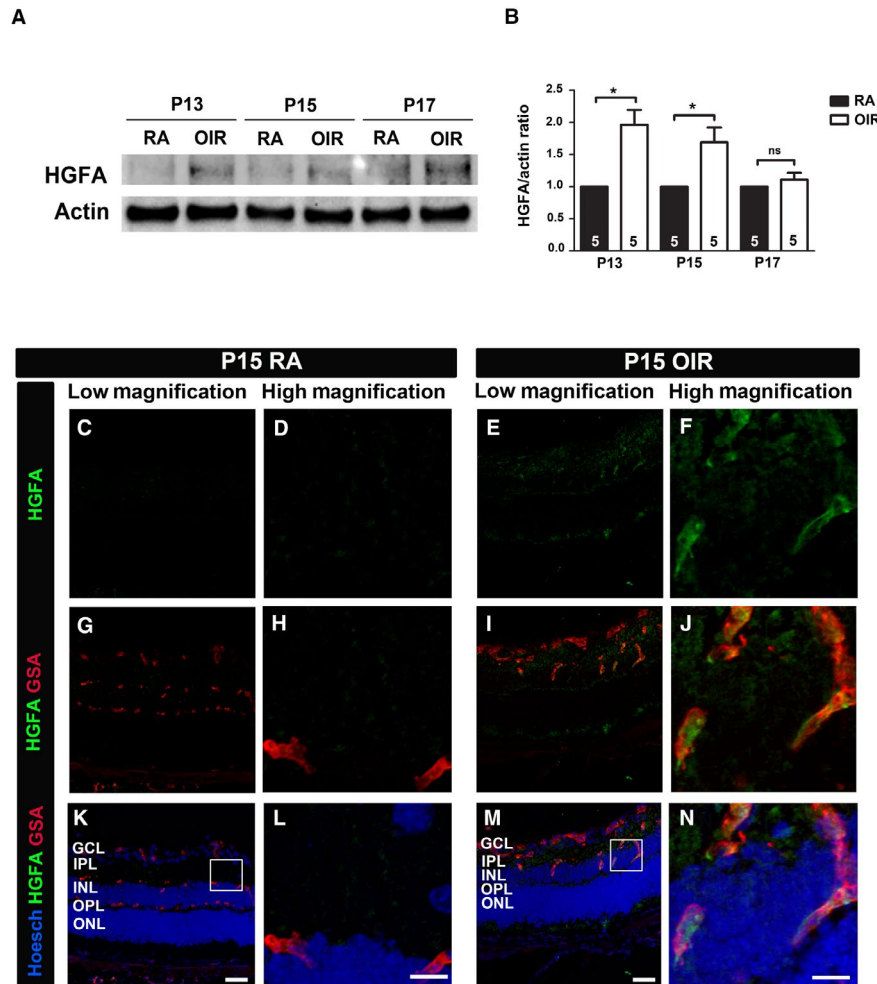 A
P13 P15 P17
RA OIR RA OIR RA OIR
HGFA
Actin
B
HGFA/actin ratio
2.5
2.0
1.5
1.0
0.5
0.0
* * ns
5 5 5 5 5 5
P13 P15 P17
RA
OIR
P15 RA
P15 OIR
Low magnification High magnification Low magnification High magnification
HGFA
C D E F
HGFA GSA
G H I J
Hoesch HGFA GSA
K L M N
GCL
IPL
INL
OPL
ONL
GCL
IPL
INL
OPL
ONL